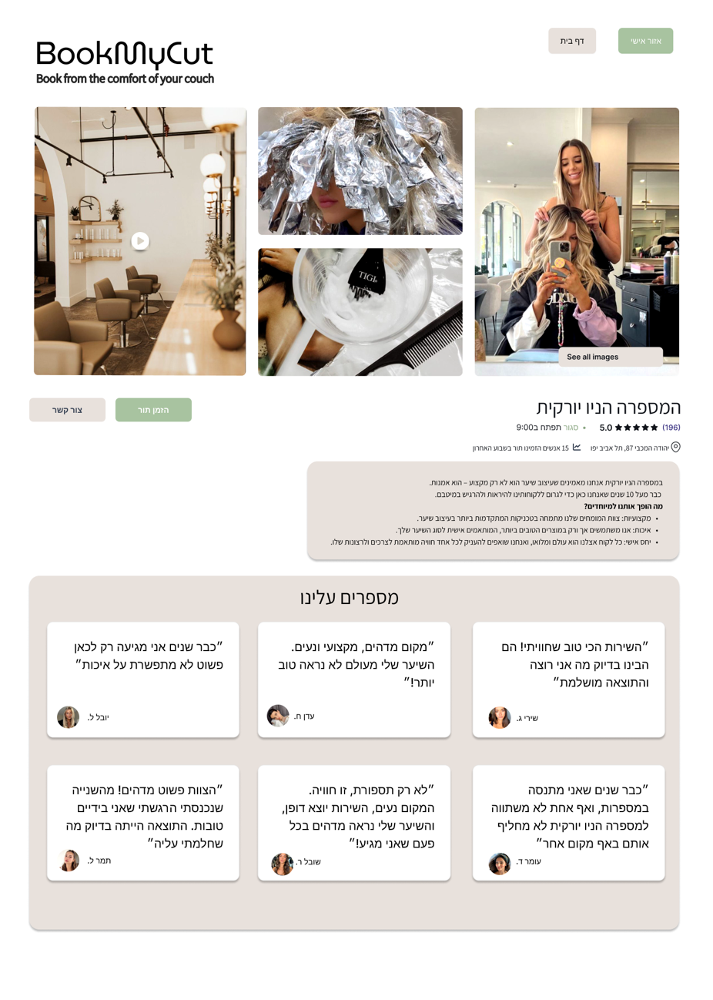 BookMyCut
Book from the comfort of your couch
אזור אישי
דף בית
TIGI
See all images
המספרה הניו יורקית
(196) 5.0 • סגור תפתח ב9:00
יהודה המכבי 87, תל אביב יפו
15 אנשים הזמינו תור בשבוע האחרון
הזמן תור
צור קשר
במספרה הניו יורקית אנחנו מאמינים שעיצוב שיער הוא לא רק מקצוע – הוא אמנות.
כבר מעל 10 שנים שאנחנו כאן כדי לגרום ללקוחותינו להיראות ולהרגיש במיטבם.
מה הופך אותנו למיוחדים?
• מקצועיות: צוות המומחים שלנו מתמחה בטכניקות המתקדמות ביותר בעיצוב שיער.
• איכות: אנו משתמשים אך ורק במוצרים הטובים ביותר, המותאמים אישית לסוג השיער שלך.
• יחס אישי: כל לקוח אצלנו הוא עולם ומלואו, ואנחנו שואפים להעניק לכל אחד חוויה מותאמת לצרכים ולרצונות שלו.
מספרים עלינו
״השירות הכי טוב שחוויתי! הם
הבינו בדיוק מה אני רוצה
והתוצאה מושלמת״
שירי ג.
״מקום מדהים, מקצועי ונעים.
השיער שלי מעולם לא נראה טוב
יותר!״
עדן ח.
״כבר שנים אני מגיעה רק לכאן
פשוט לא מתפשרת על איכות״
יובל ל.
״כבר שנים שאני מתנסה
במספרות, ואף אחת לא משתווה
למספרה הניו יורקית לא מחליף
אותם באף מקום אחר״
עומר ד.
״לא רק תספורת, זו חוויה.
המקום נעים, השירות יוצא דופן,
והשיער שלי נראה מדהים בכל
פעם שאני מגיע!״
שובל ר.
״הצוות פשוט מדהים! מהשנייה
שנכנסתי הרגשתי שאני בידיים
טובות. התוצאה הייתה בדיוק מה
שחלמתי עליה״
תמר ל.